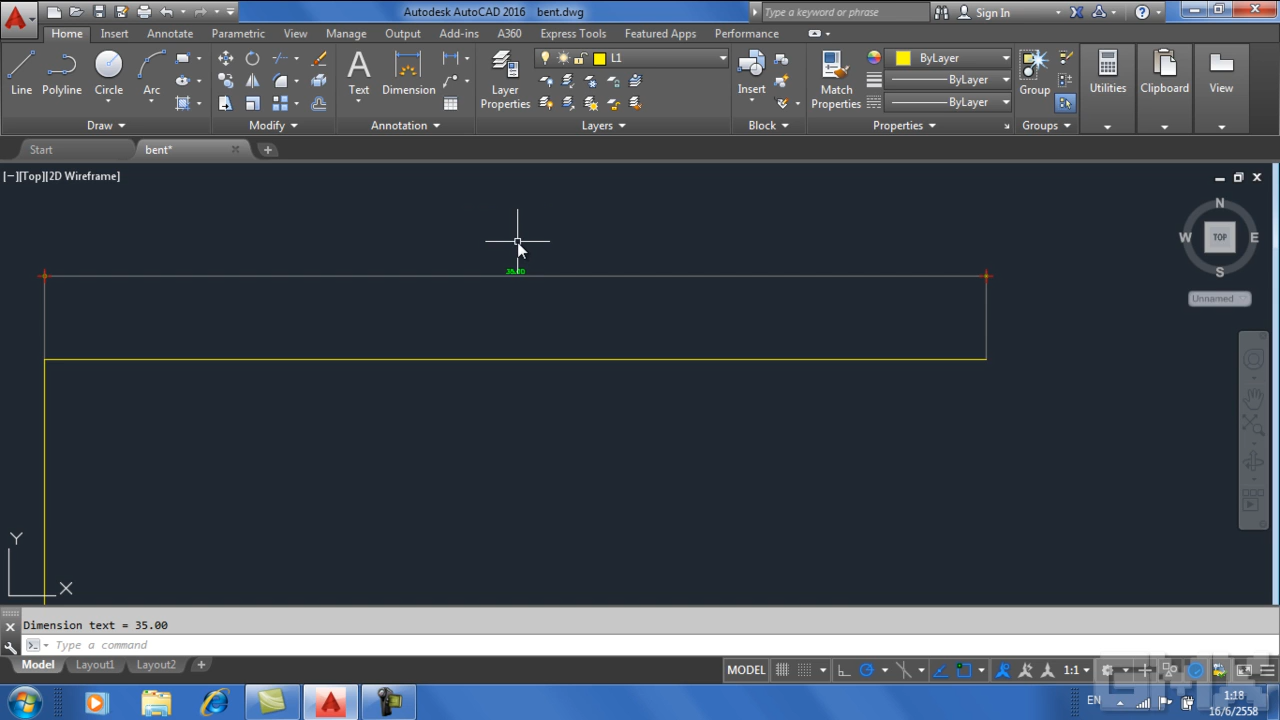 Autodesk AutoCAD 2016 bent.dwg
Type a keyword or phrase
Sign In
Home Insert Annotate Parametric View Manage Output Add-ins A360 Express Tools Featured Apps Performance
L1
ByLayer
ByLayer
ByLayer
Line Polyline Circle Arc
Text Dimension
Layer Properties
Insert
Match Properties
Group
Utilities
Clipboard
View
Draw Modify Annotation Layers Block Properties Groups
Start bent*
[−][Top][2D Wireframe]
N
W TOP E
S
Unnamed
35.00
Y
X
Dimension text = 35.00
Type a command
Model Layout1 Layout2
MODEL
1:1
EN
1:18
16/6/2558